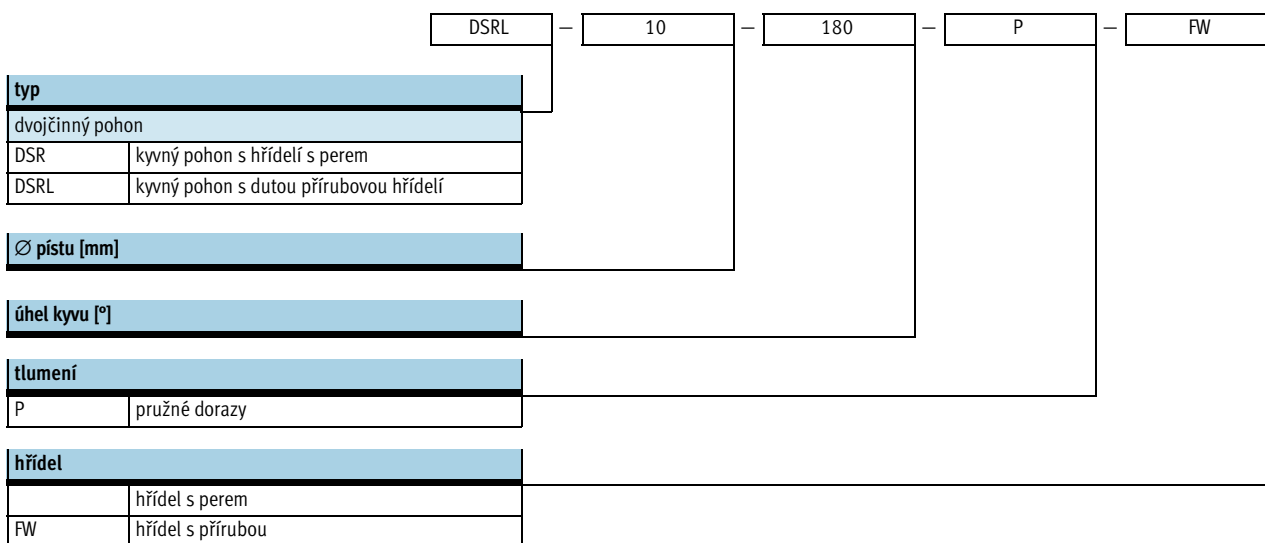 DSRL – 10 – 180 – P – FW
typ
dvojčinný pohon
DSR kyvný pohon s hřídelí s perem
DSRL kyvný pohon s dutou přírubovou hřídelí
∅ pístu [mm]
úhel kyvu [°]
tlumení
P pružné dorazy
hřídel
hřídel s perem
FW hřídel s přírubou